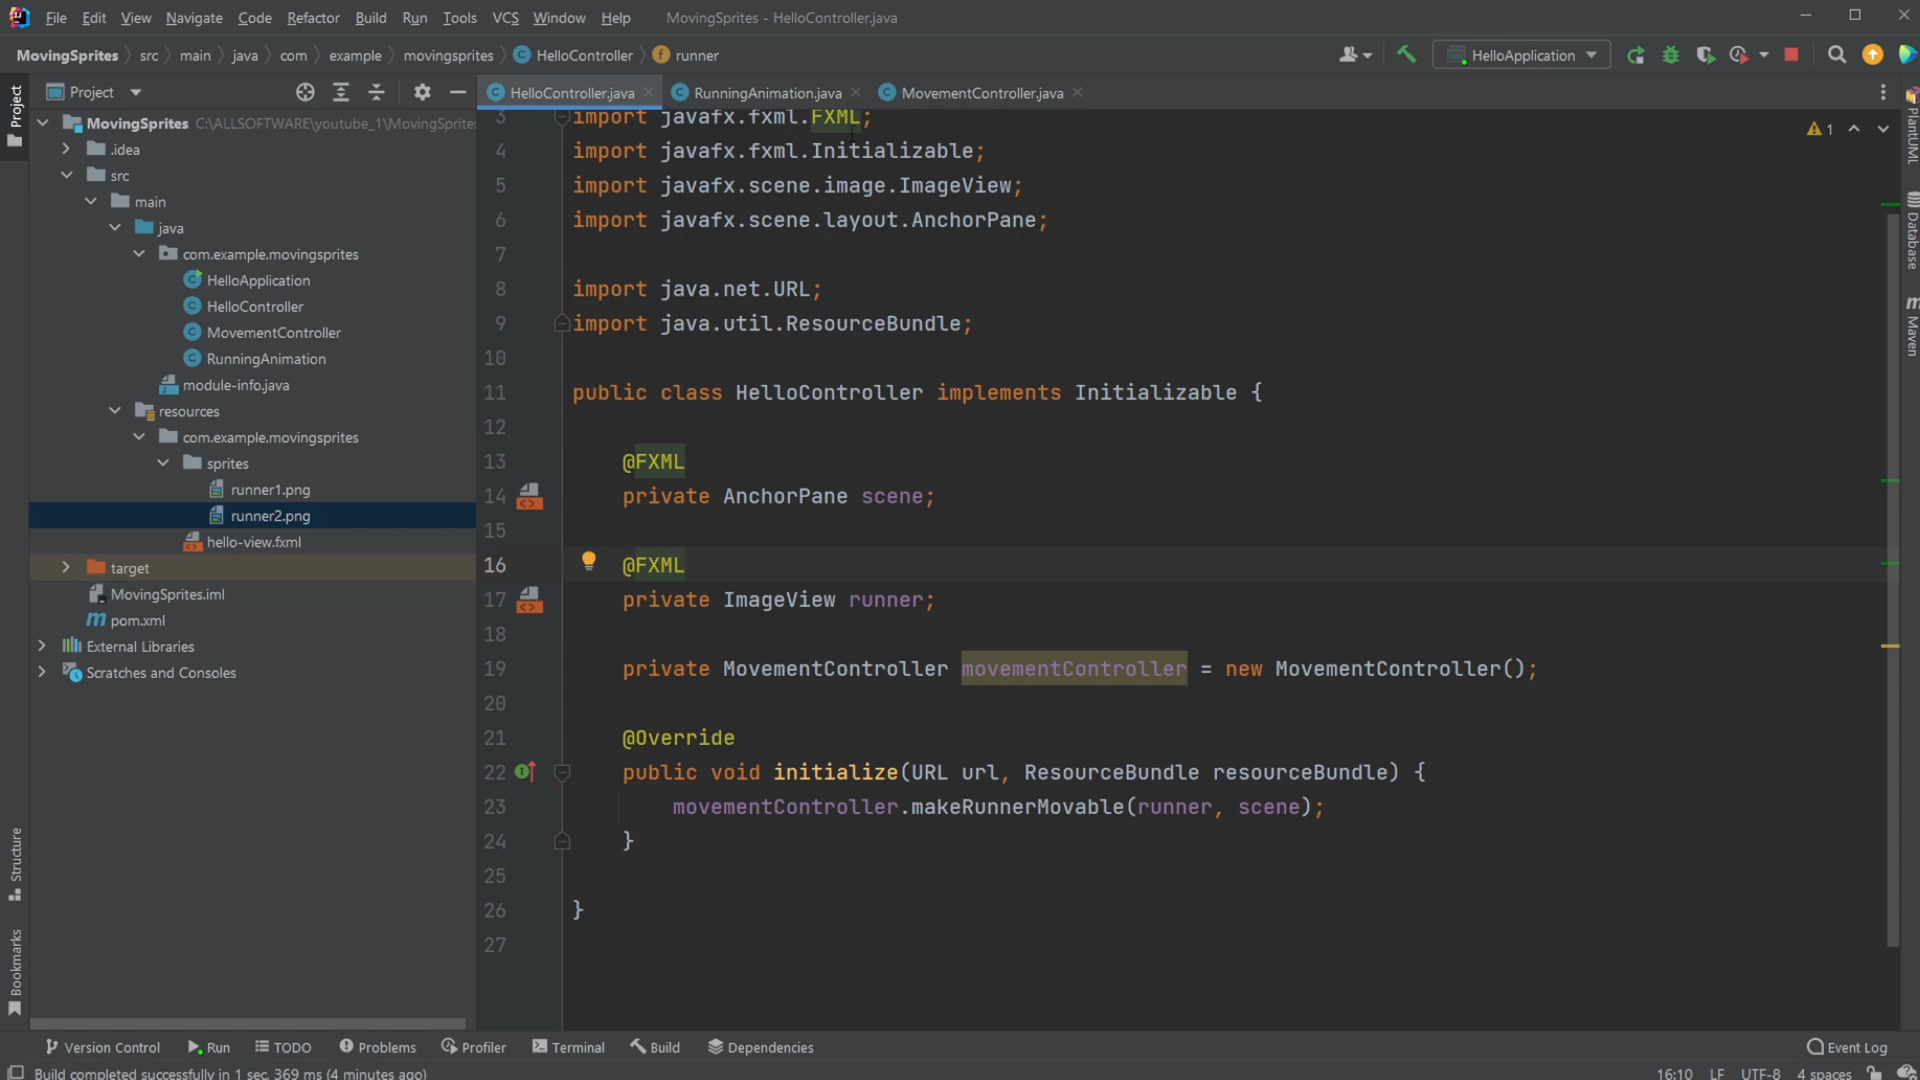 File Edit View Navigate Code Refactor Build Run Tools VCS Window Help MovingSprites - HelloController.java
MovingSprites src main java com example movingsprites HelloController runner HelloApplication
Project
HelloController.java RunningAnimation.java MovementController.java
Project
MovingSprites C:\ALLSOFTWARE\youtube_1\MovingSprites
.idea
src
main
java
com.example.movingsprites
HelloApplication
HelloController
MovementController
RunningAnimation
module-info.java
resources
com.example.movingsprites
sprites
runner1.png
runner2.png
hello-view.fxml
target
MovingSprites.iml
pom.xml
External Libraries
Scratches and Consoles
Structure
Bookmarks
3 import javafx.fxml.FXML;
4 import javafx.fxml.Initializable;
5 import javafx.scene.image.ImageView;
6 import javafx.scene.layout.AnchorPane;
7
8 import java.net.URL;
9 import java.util.ResourceBundle;
10
11 public class HelloController implements Initializable {
12
13 @FXML
14 private AnchorPane scene;
15
16 @FXML
17 private ImageView runner;
18
19 private MovementController movementController = new MovementController();
20
21 @Override
22 public void initialize(URL url, ResourceBundle resourceBundle) {
23 movementController.makeRunnerMovable(runner, scene);
24 }
25
26 }
27
1
PlantUML
Database
Maven
Version Control Run TODO Problems Profiler Terminal Build Dependencies Event Log
Build completed successfully in 1 sec, 369 ms (4 minutes ago) 16:10 LF UTF-8 4 spaces